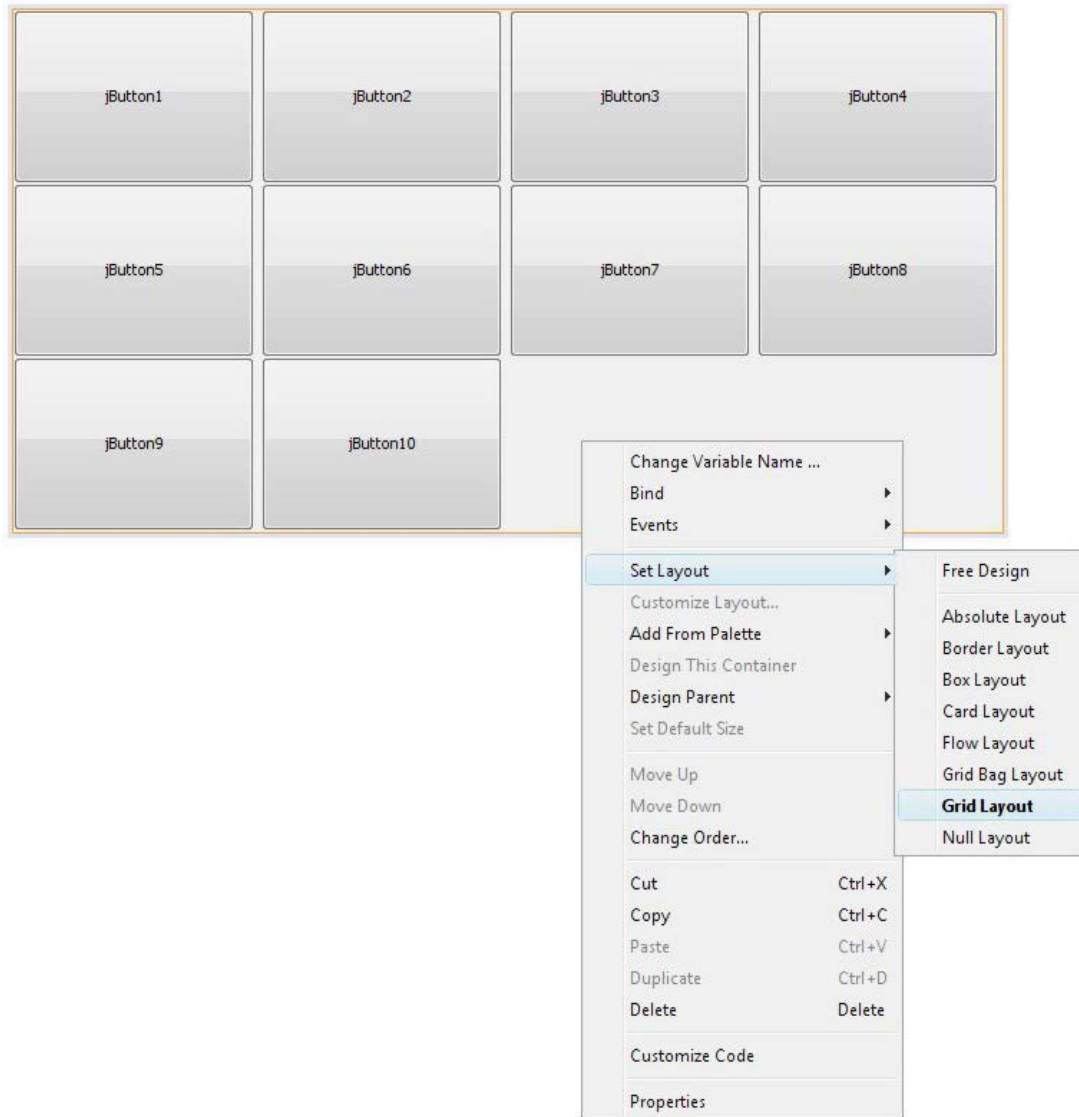 jButton1 jButton2 jButton3 jButton4
jButton5 jButton6 jButton7 jButton8
jButton9 jButton10
Change Variable Name ...
Bind
Events
Set Layout
Customize Layout...
Add From Palette
Design This Container
Design Parent
Set Default Size
Move Up
Move Down
Change Order...
Cut Ctrl+X
Copy Ctrl+C
Paste Ctrl+V
Duplicate Ctrl+D
Delete Delete
Customize Code
Properties
Free Design
Absolute Layout
Border Layout
Box Layout
Card Layout
Flow Layout
Grid Bag Layout
Grid Layout
Null Layout